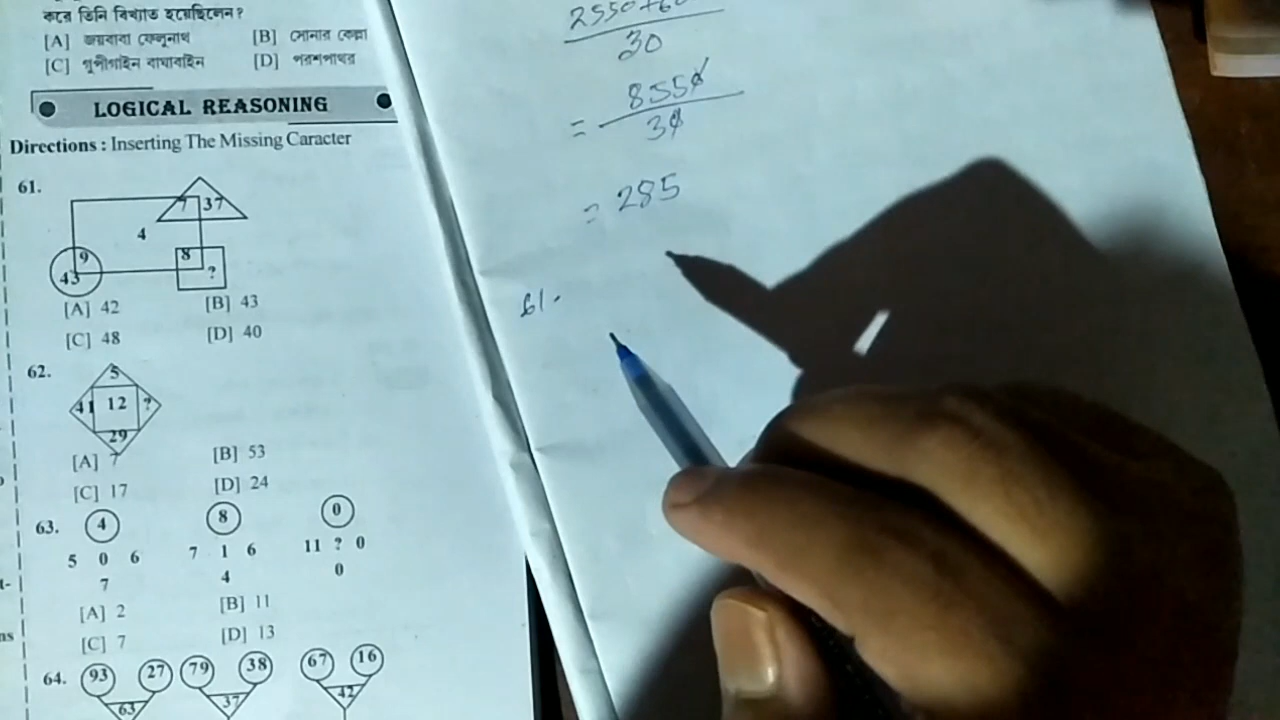 করে তিনি বিখ্যাত হয়েছিলেন?
[A] জয়বাবা ফেলুনাথ [B] সোনার কেল্লা
[C] গুপীগাইন বাঘাবাইন [D] পরশপাথর
LOGICAL REASONING
Directions : Inserting The Missing Caracter
61.
7 37
4
9 8
43 ?
[A] 42 [B] 43
[C] 48 [D] 40
62.
5
41 12 ?
29
[A] 7 [B] 53
[C] 17 [D] 24
63. 4 8 0
5 0 6 7 1 6 11 ? 0
7 4 0
[A] 2 [B] 11
[C] 7 [D] 13
64. 93 27 79 38 67 16
63 37 42
30
= 8550
30
= 285
61.